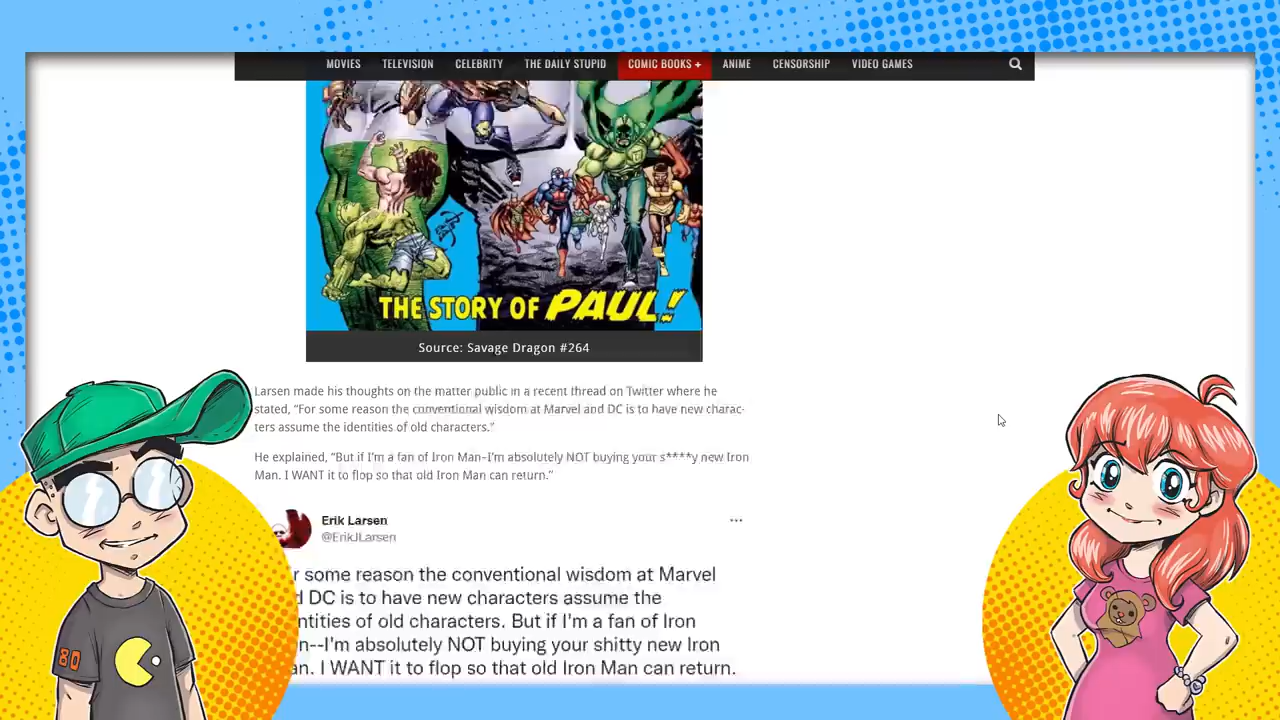 MOVIES TELEVISION CELEBRITY THE DAILY STUPID COMIC BOOKS + ANIME CENSORSHIP VIDEO GAMES
THE STORY OF PAUL!
Source: Savage Dragon #264
Larsen made his thoughts on the matter public in a recent thread on Twitter where he
stated, “For some reason the conventional wisdom at Marvel and DC is to have new charac-
ters assume the identities of old characters.”
He explained, “But if I’m a fan of Iron Man–I’m absolutely NOT buying your s****y new Iron
Man. I WANT it to flop so that old Iron Man can return.”
Erik Larsen
@ErikJLarsen
r some reason the conventional wisdom at Marvel
d DC is to have new characters assume the
ntities of old characters. But if I'm a fan of Iron
n--I'm absolutely NOT buying your shitty new Iron
an. I WANT it to flop so that old Iron Man can return.
80